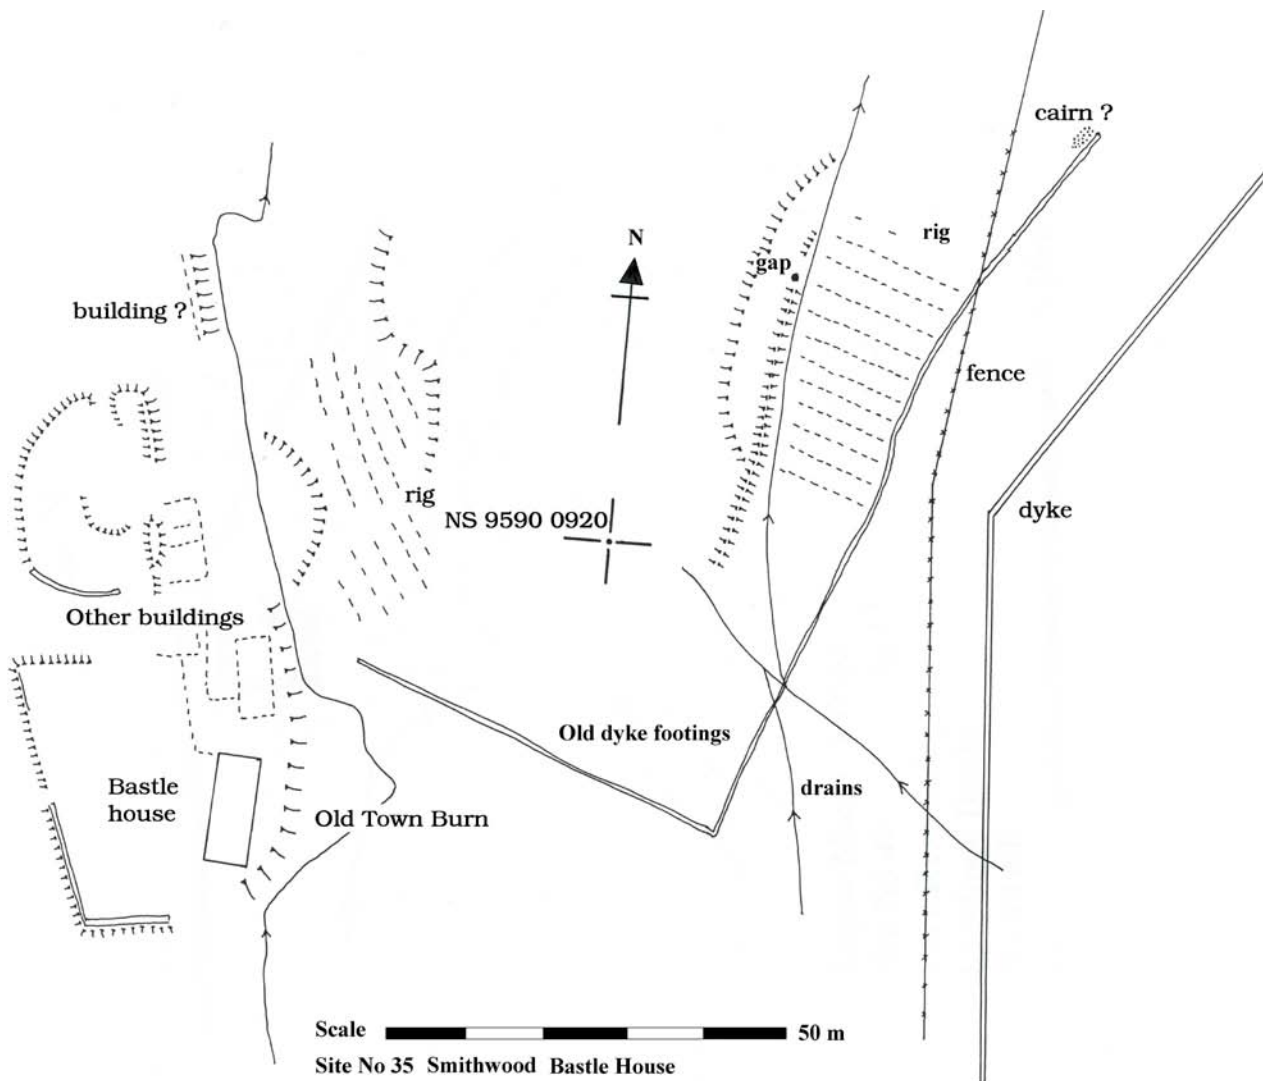 cairn ?
N
rig
gap
building ?
fence
rig
NS 9590 0920
dyke
Other buildings
Old dyke footings
Bastle
house
drains
Old Town Burn
Scale 50 m
Site No 35 Smithwood Bastle House